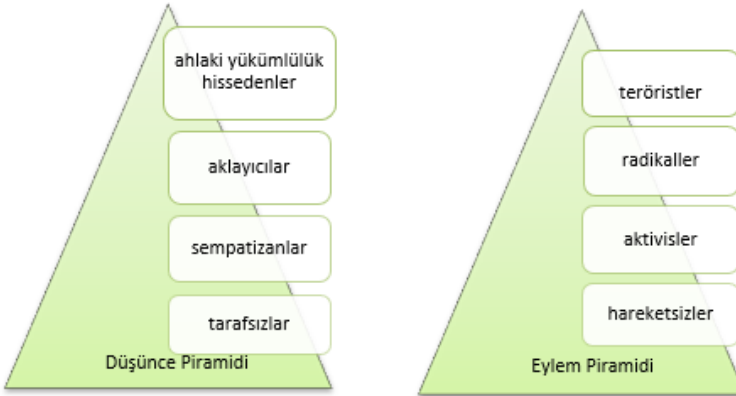 ahlaki yükümlülük
hissedenler
aklayıcılar
sempatizanlar
tarafsızlar
Düşünce Piramidi
teröristler
radikaller
aktivisler
hareketsizler
Eylem Piramidi